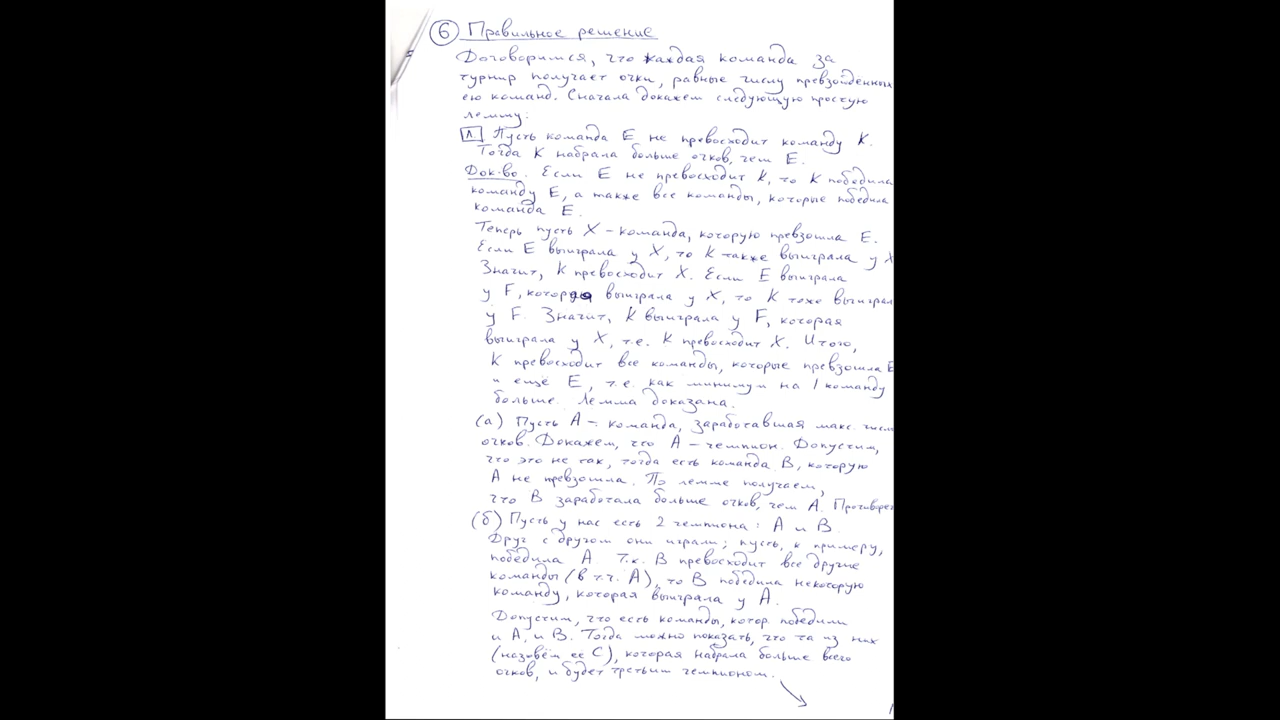 6 Правильное решение
Договоримся, что каждая команда за
турнир получает очки, равные числу превзойденных
ею команд. Сначала докажем следующую простую
лемму:
Л Пусть команда E не превосходит команду K.
Тогда K набрала больше очков, чем E.
Док-во. Если E не превосходит K, то K победила
команду E, а также все команды, которые победила
команда E.
Теперь пусть X – команда, которую превзошла E.
Если E выиграла у X, то K также выиграла у X
Значит, K превосходит X. Если E выиграла
у F, которая выиграла у X, то K тоже выиграл
у F. Значит, K выиграла у F, которая
выиграла у X, т.е. K превосходит X. Итого,
K превосходит все команды, которые превзошла E
и ещё E, т.е. как минимум на 1 команду
больше. Лемма доказана.
(а) Пусть A – команда, заработавшая макс. число
очков. Докажем, что A – чемпион. Допустим,
что это не так, тогда есть команда B, которую
A не превзошла. По лемме получаем,
что B заработала больше очков, чем A. Противореч
(б) Пусть у нас есть 2 чемпиона: A и B.
Друг с другом они играли; пусть, к примеру,
победила A. Т.к. B превосходит все другие
команды (в т.ч. A), то B победила некоторую
команду, которая выиграла у A.
Допустим, что есть команды, котор. победили
и A, и B. Тогда можно показать, что та из них
(назовём ее C), которая набрала больше всего
очков, и будет третьим чемпионом.